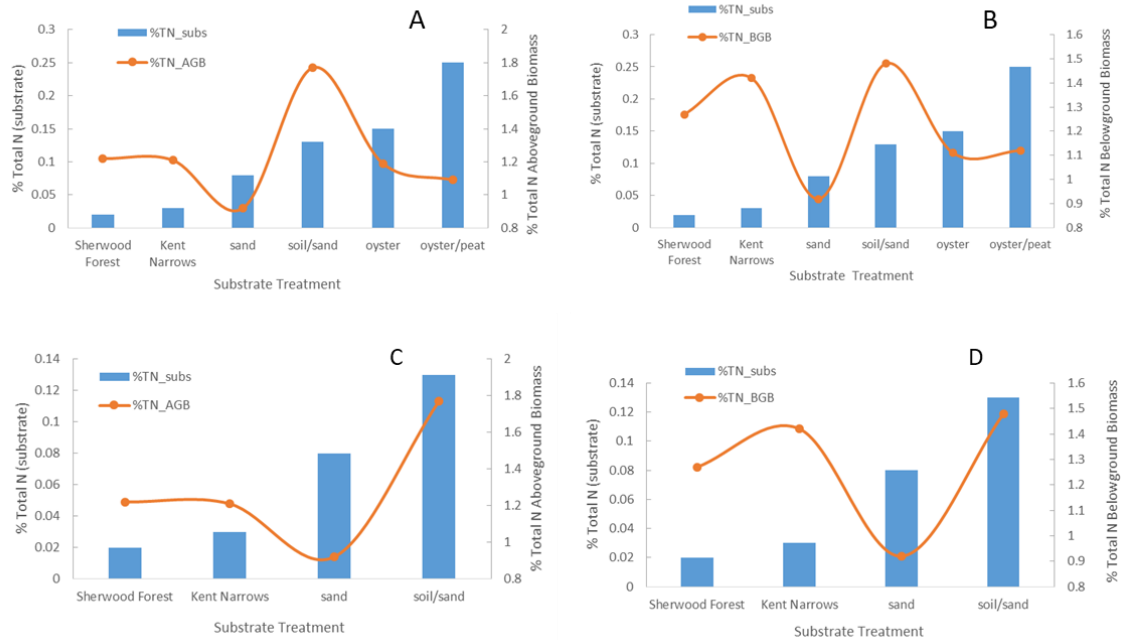 A
%TN_subs
%TN_AGB
% Total N (substrate)
0.3
0.25
0.2
0.15
0.1
0.05
0
2
1.8
1.6
1.4
1.2
1
0.8
% Total N Aboveground Biomass
Sherwood Forest
Kent Narrows
sand
soil/sand
oyster
oyster/peat
Substrate Treatment
B
%TN_subs
%TN_BGB
% Total N (substrate)
0.3
0.25
0.2
0.15
0.1
0.05
0
1.6
1.5
1.4
1.3
1.2
1.1
1
0.9
0.8
% Total N Belowground Biomass
Sherwood Forest
Kent Narrows
sand
soil/sand
oyster
oyster/peat
Substrate Treatment
C
%TN_subs
%TN_AGB
% Total N (substrate)
0.14
0.12
0.1
0.08
0.06
0.04
0.02
0
2
1.8
1.6
1.4
1.2
1
0.8
% Total N Aboveground Biomass
Sherwood Forest
Kent Narrows
sand
soil/sand
Substrate Treatment
D
%TN_subs
%TN_BGB
% Total N (substrate)
0.14
0.12
0.1
0.08
0.06
0.04
0.02
0
1.6
1.5
1.4
1.3
1.2
1.1
1
0.9
0.8
% Total N Belowground Biomass
Sherwood Forest
Kent Narrows
sand
soil/sand
Substrate Treatment